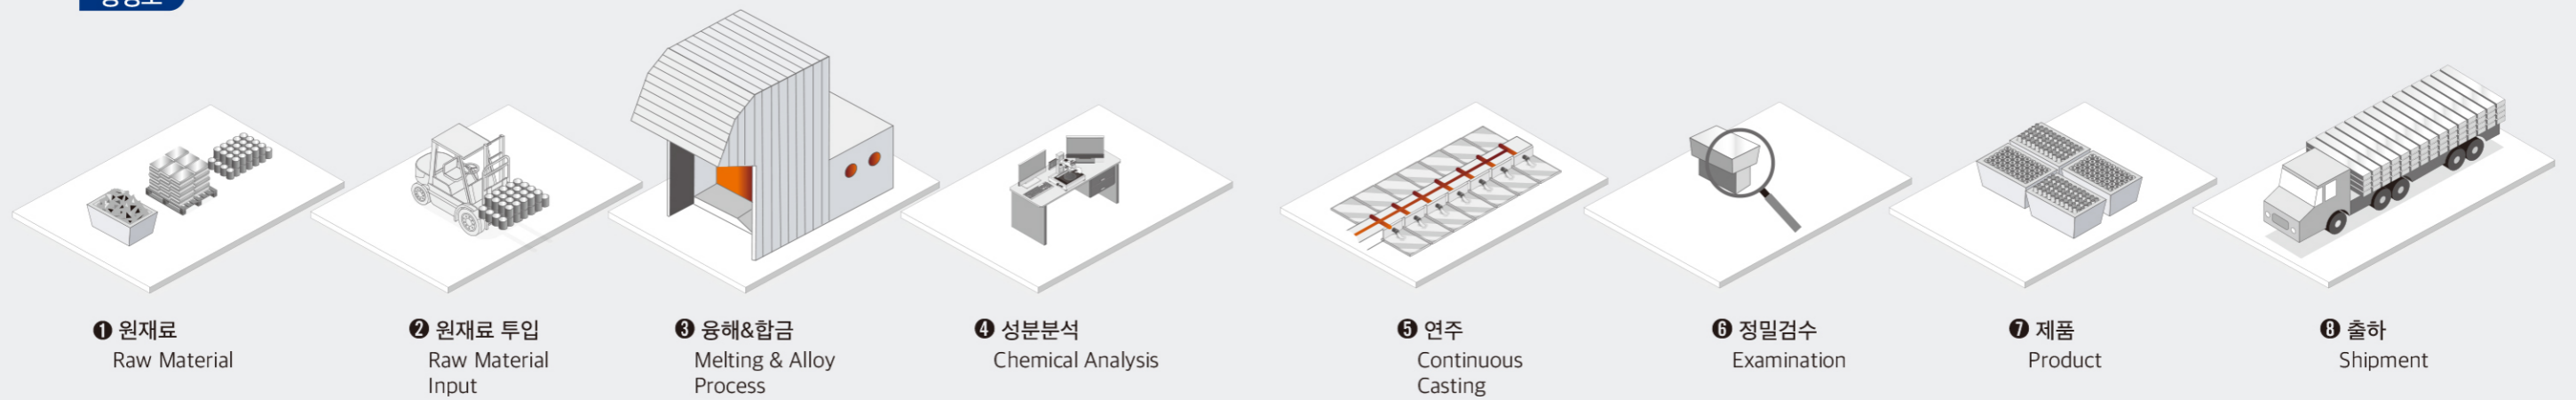 ❶ 원재료
Raw Material
❷ 원재료 투입
Raw Material
Input
❸ 융해&합금
Melting & Alloy
Process
❹ 성분분석
Chemical Analysis
❺ 연주
Continuous
Casting
❻ 정밀검수
Examination
❼ 제품
Product
❽ 출하
Shipment